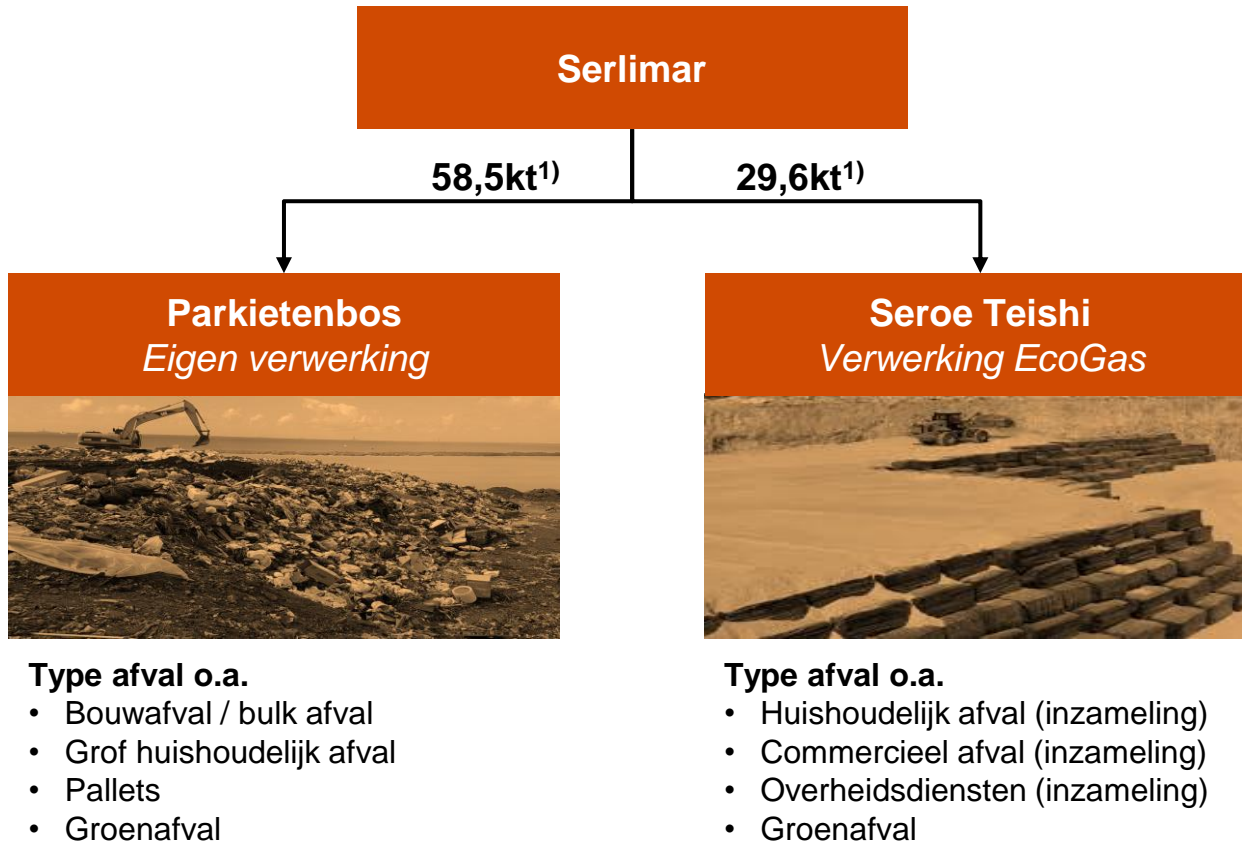 Serlimar
58,5kt1)
29,6kt1)
Parkietenbos
Eigen verwerking
Seroe Teishi
Verwerking EcoGas
Type afval o.a.
• Bouwafval / bulk afval
• Grof huishoudelijk afval
• Pallets
• Groenafval
Type afval o.a.
• Huishoudelijk afval (inzameling)
• Commercieel afval (inzameling)
• Overheidsdiensten (inzameling)
• Groenafval